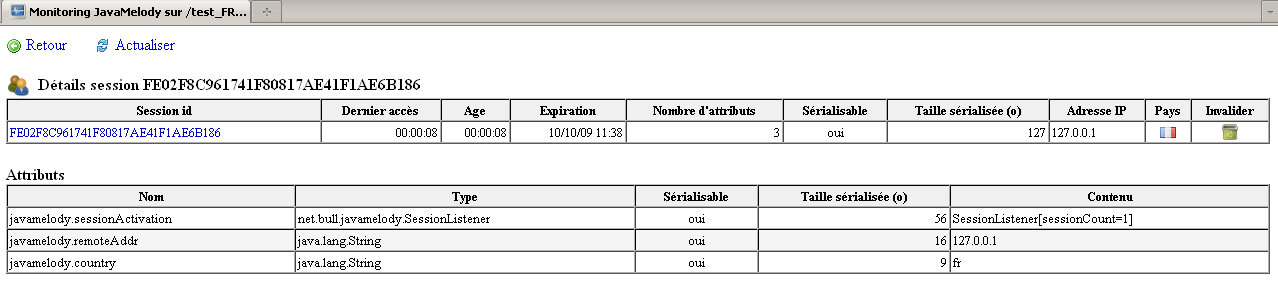 Monitoring JavaMelody sur /test_FR...
Retour Actualiser
Détails session FE02F8C961741F80817AE41F1AE6B186
Session id Dernier accès Age Expiration Nombre d'attributs Sérialisable Taille sérialisée (o) Adresse IP Pays Invalider
FE02F8C961741F80817AE41F1AE6B186 00:00:08 00:00:08 10/10/09 11:38 3 oui 127 127.0.0.1
Attributs
Nom Type Sérialisable Taille sérialisée (o) Contenu
javamelody.sessionActivation net.bull.javamelody.SessionListener oui 56 SessionListener[sessionCount=1]
javamelody.remoteAddr java.lang.String oui 16 127.0.0.1
javamelody.country java.lang.String oui 9 fr